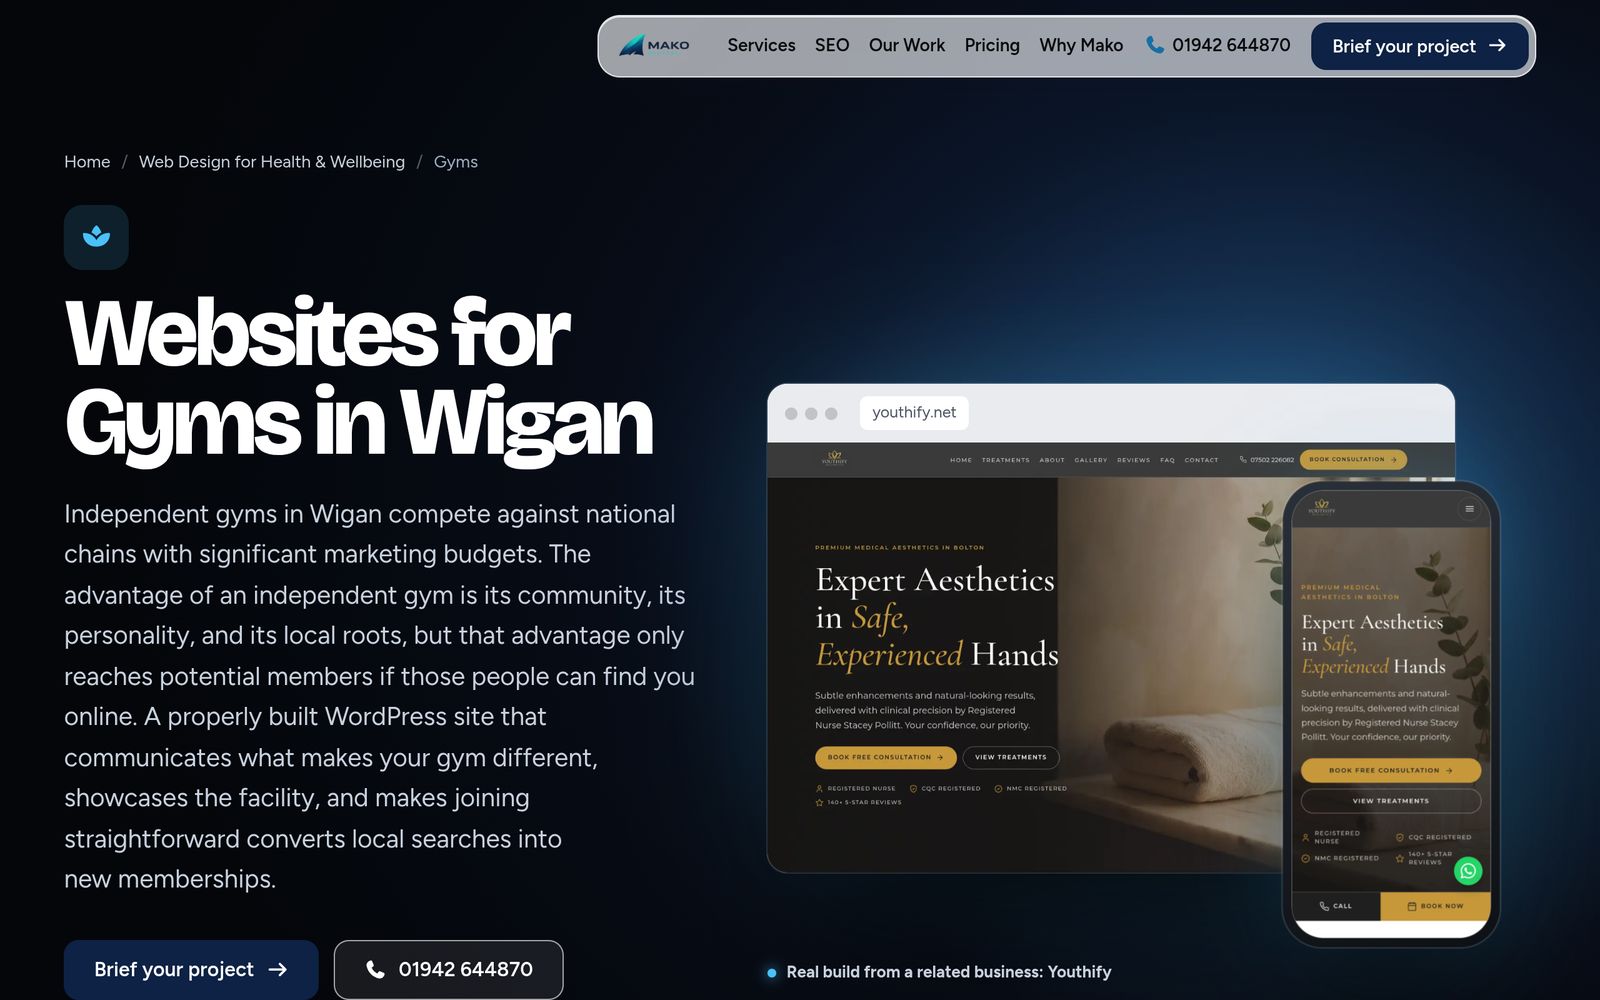 MAKO
Services SEO Our Work Pricing Why Mako 01942 644870 Brief your project
Home / Web Design for Health & Wellbeing / Gyms
Websites for
Gyms in Wigan
Independent gyms in Wigan compete against national
chains with significant marketing budgets. The
advantage of an independent gym is its community, its
personality, and its local roots, but that advantage only
reaches potential members if those people can find you
online. A properly built WordPress site that
communicates what makes your gym different,
showcases the facility, and makes joining
straightforward converts local searches into
new memberships.
Brief your project
01942 644870
youthify.net
YOUTHIFY
HOME TREATMENTS ABOUT GALLERY REVIEWS FAQ CONTACT 07502 226082 BOOK CONSULTATION
PREMIUM MEDICAL AESTHETICS IN BOLTON
Expert Aesthetics
in Safe,
Experienced Hands
Subtle enhancements and natural-looking results,
delivered with clinical precision by Registered
Nurse Stacey Pollitt. Your confidence, our priority.
BOOK FREE CONSULTATION
VIEW TREATMENTS
REGISTERED NURSE CQC REGISTERED NMC REGISTERED
140+ 5-STAR REVIEWS
YOUTHIFY
PREMIUM MEDICAL
AESTHETICS IN BOLTON
Expert Aesthetics
in Safe,
Experienced Hands
Subtle enhancements and natural-
looking results, delivered with clinical
precision by Registered Nurse Stacey
Pollitt. Your confidence, our priority.
BOOK FREE CONSULTATION
VIEW TREATMENTS
REGISTERED
NURSE
CQC REGISTERED
NMC REGISTERED
140+ 5-STAR
REVIEWS
CALL
BOOK NOW
Real build from a related business: Youthify